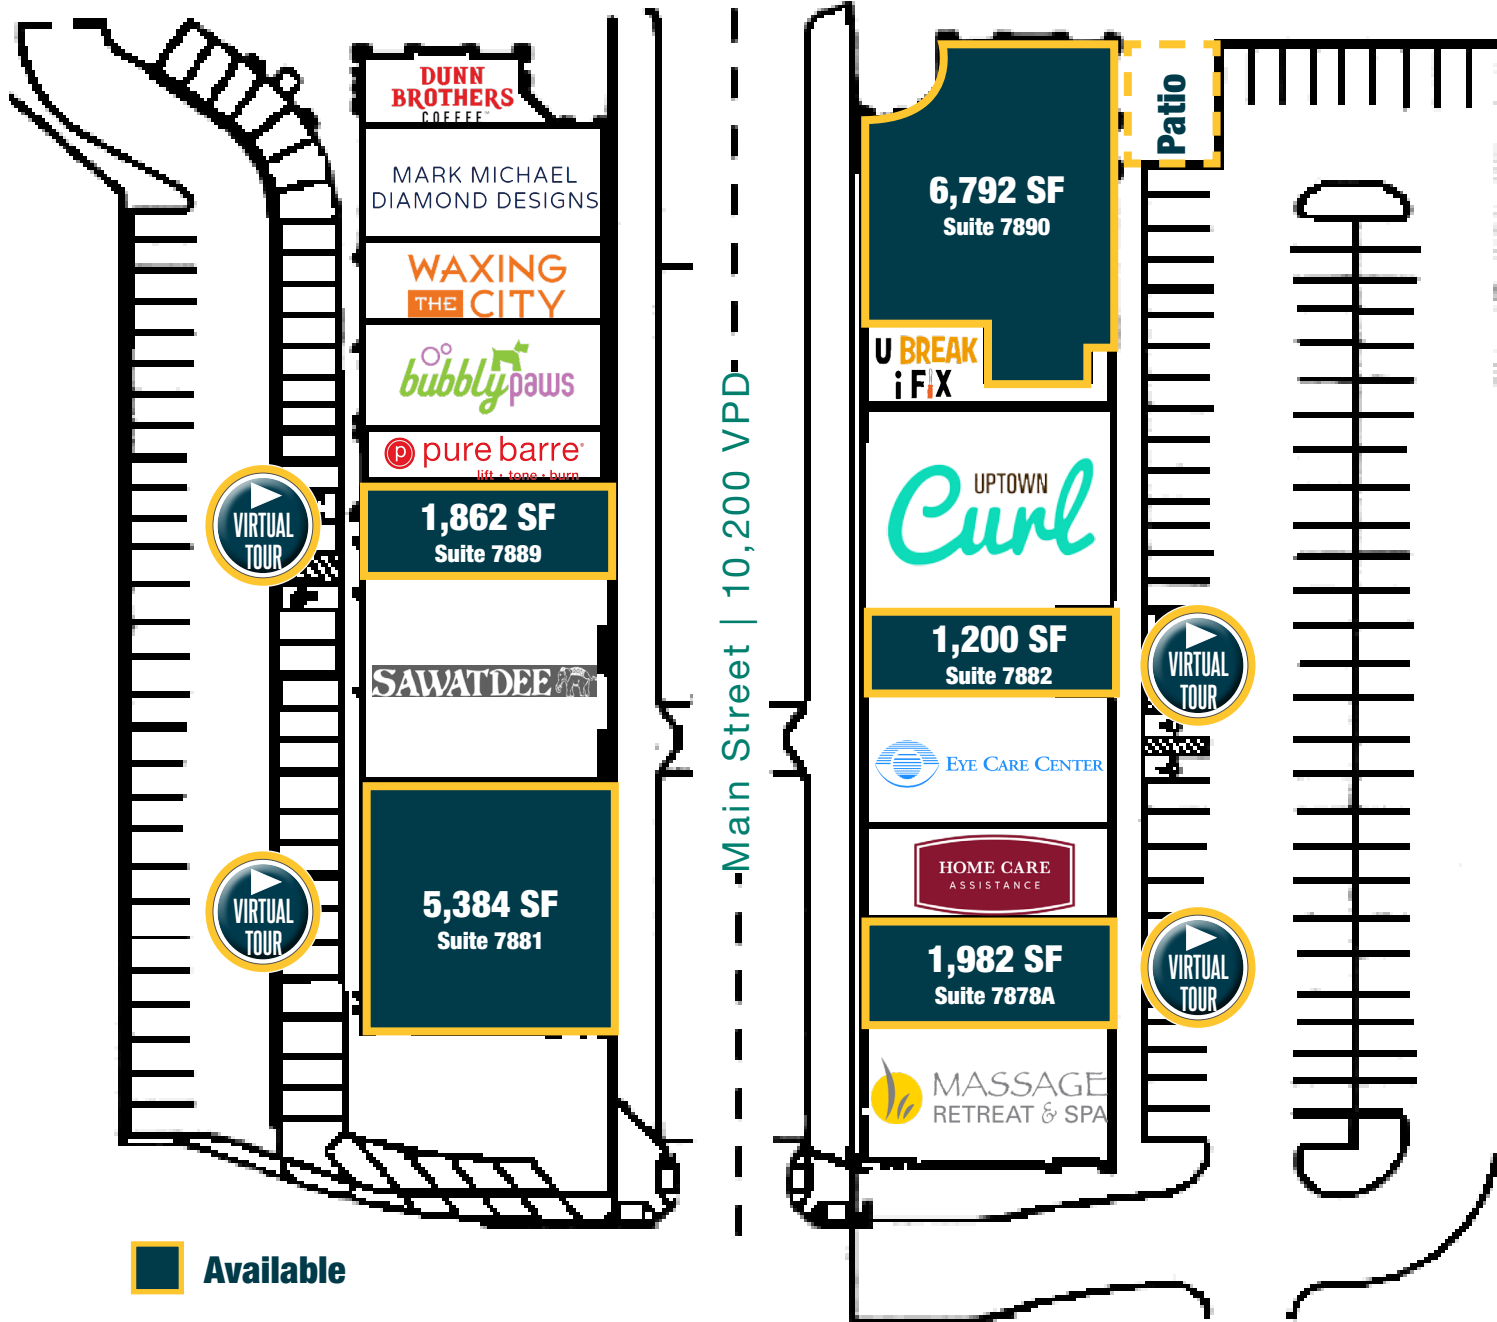 DUNN
BROTHERS
COFFEE
MARK MICHAEL
DIAMOND DESIGNS
WAXING
THE CITY
bubbly paws
p pure barre
lift · tone · burn
1,862 SF
Suite 7889
VIRTUAL
TOUR
SAWATDEE
5,384 SF
Suite 7881
VIRTUAL
TOUR
Main Street | 10,200 VPD
6,792 SF
Suite 7890
Patio
U BREAK
i FIX
UPTOWN
Curl
1,200 SF
Suite 7882
VIRTUAL
TOUR
EYE CARE CENTER
HOME CARE
ASSISTANCE
1,982 SF
Suite 7878A
VIRTUAL
TOUR
MASSAGE
RETREAT & SPA
Available